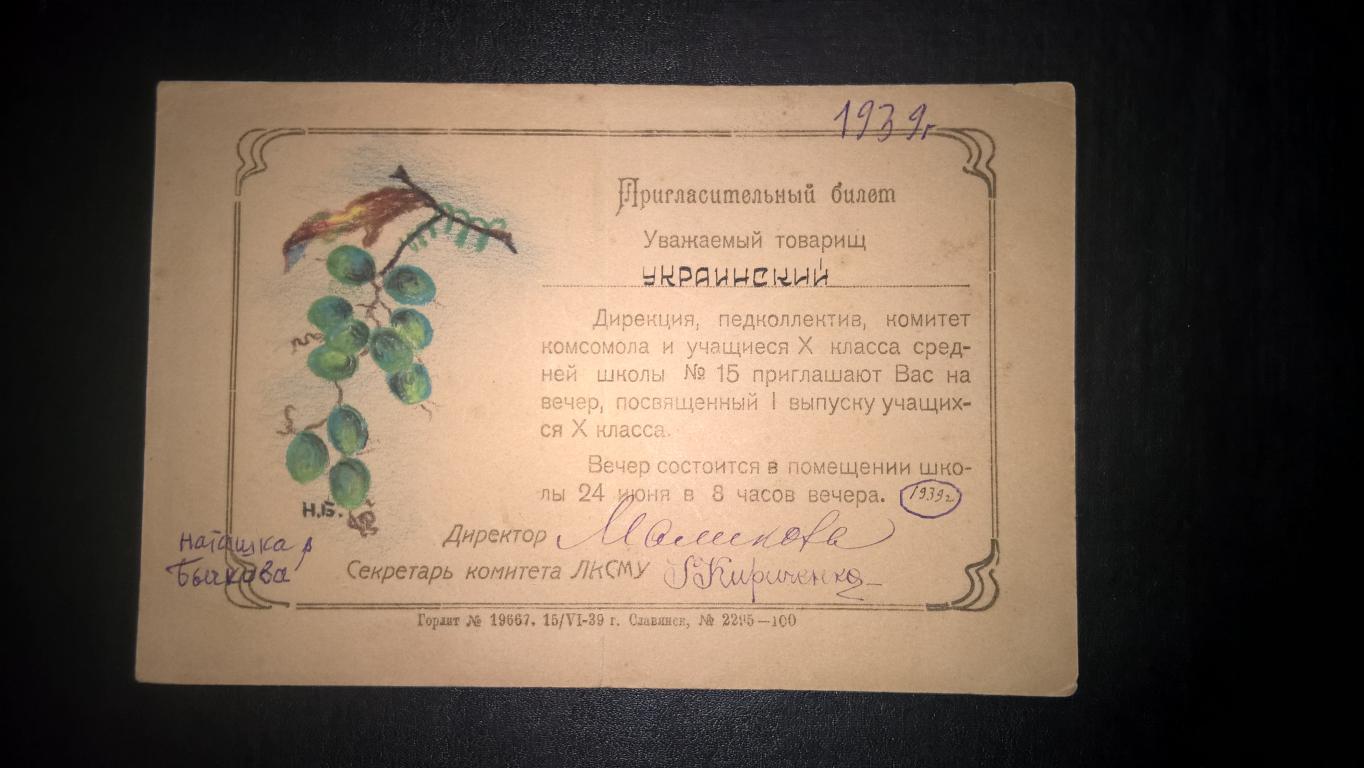 1939г.
Пригласительный билет
Уважаемый товарищ
УКРАИНСКИЙ
Дирекция, педколлектив, комитет
комсомола и учащиеся X класса сред-
ней школы № 15 приглашают Вас на
вечер, посвященный I выпуску учащих-
ся X класса.
Вечер состоится в помещении шко-
лы 24 июня в 8 часов вечера. 1939г.
Н.Б.
Наташка
Бычкова
Директор
Секретарь комитета ЛКСМУ Кириченко
Горлит № 19667. 15/VI-39 г. Славянск, № 2295—100